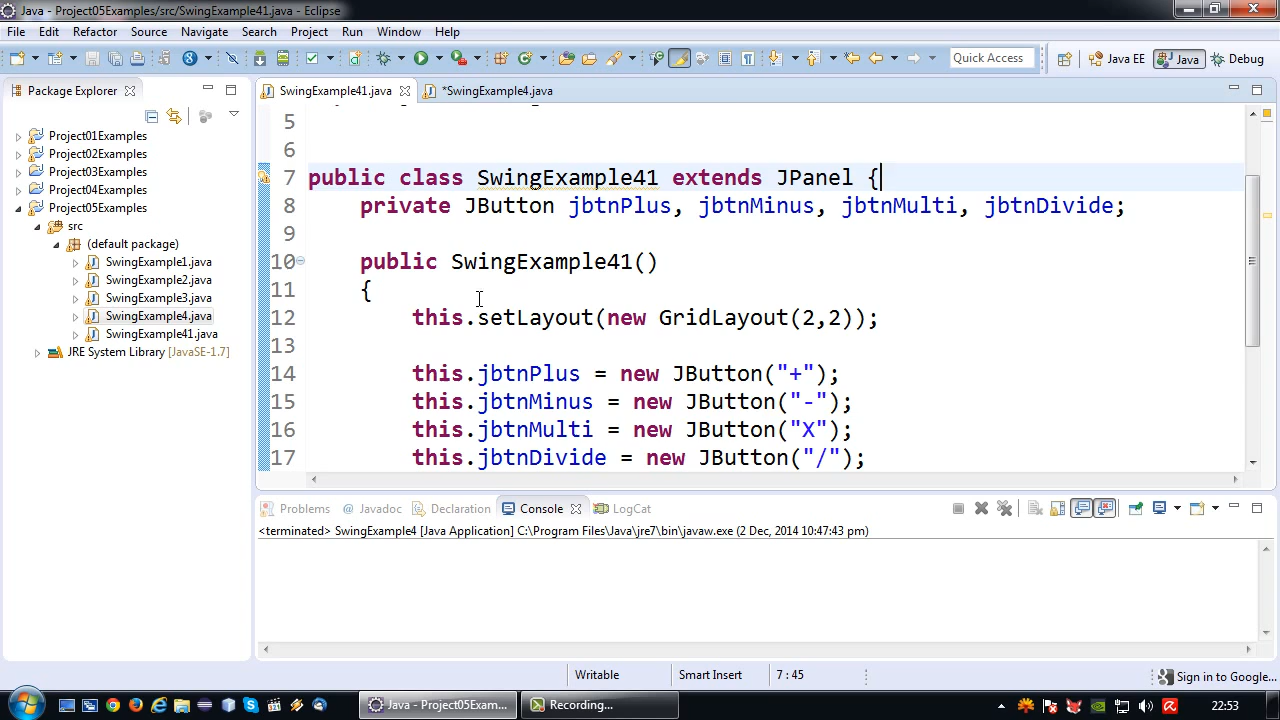 Java - Project05Examples/src/SwingExample41.java - Eclipse
File Edit Refactor Source Navigate Search Project Run Window Help
Quick Access Java EE Java Debug
Package Explorer
Project01Examples
Project02Examples
Project03Examples
Project04Examples
Project05Examples
src
(default package)
SwingExample1.java
SwingExample2.java
SwingExample3.java
SwingExample4.java
SwingExample41.java
JRE System Library [JavaSE-1.7]
SwingExample41.java *SwingExample4.java
5
6
7 public class SwingExample41 extends JPanel {
8 private JButton jbtnPlus, jbtnMinus, jbtnMulti, jbtnDivide;
9
10 public SwingExample41()
11 {
12 this.setLayout(new GridLayout(2,2));
13
14 this.jbtnPlus = new JButton("+");
15 this.jbtnMinus = new JButton("-");
16 this.jbtnMulti = new JButton("X");
17 this.jbtnDivide = new JButton("/");
Problems @ Javadoc Declaration Console LogCat
<terminated> SwingExample4 [Java Application] C:\Program Files\Java\jre7\bin\javaw.exe (2 Dec, 2014 10:47:43 pm)
Writable Smart Insert 7 : 45 Sign in to Google...
Java - Project05Exam... Recording... 22:53